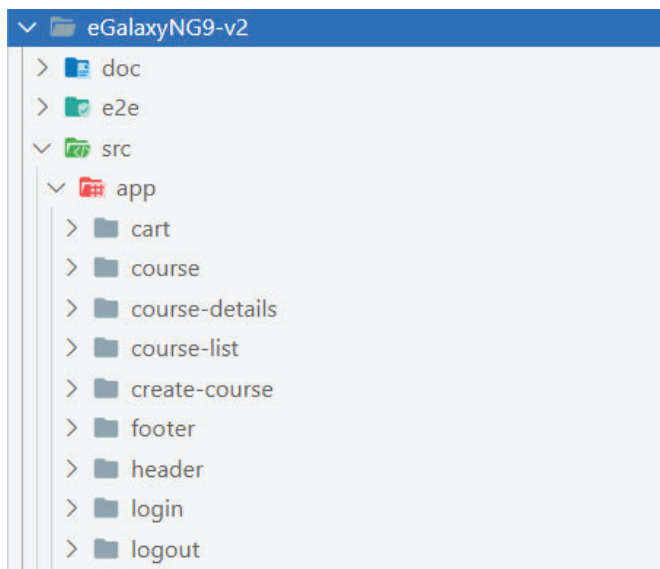 eGalaxyNG9-v2
doc
e2e
src
app
cart
course
course-details
course-list
create-course
footer
header
login
logout